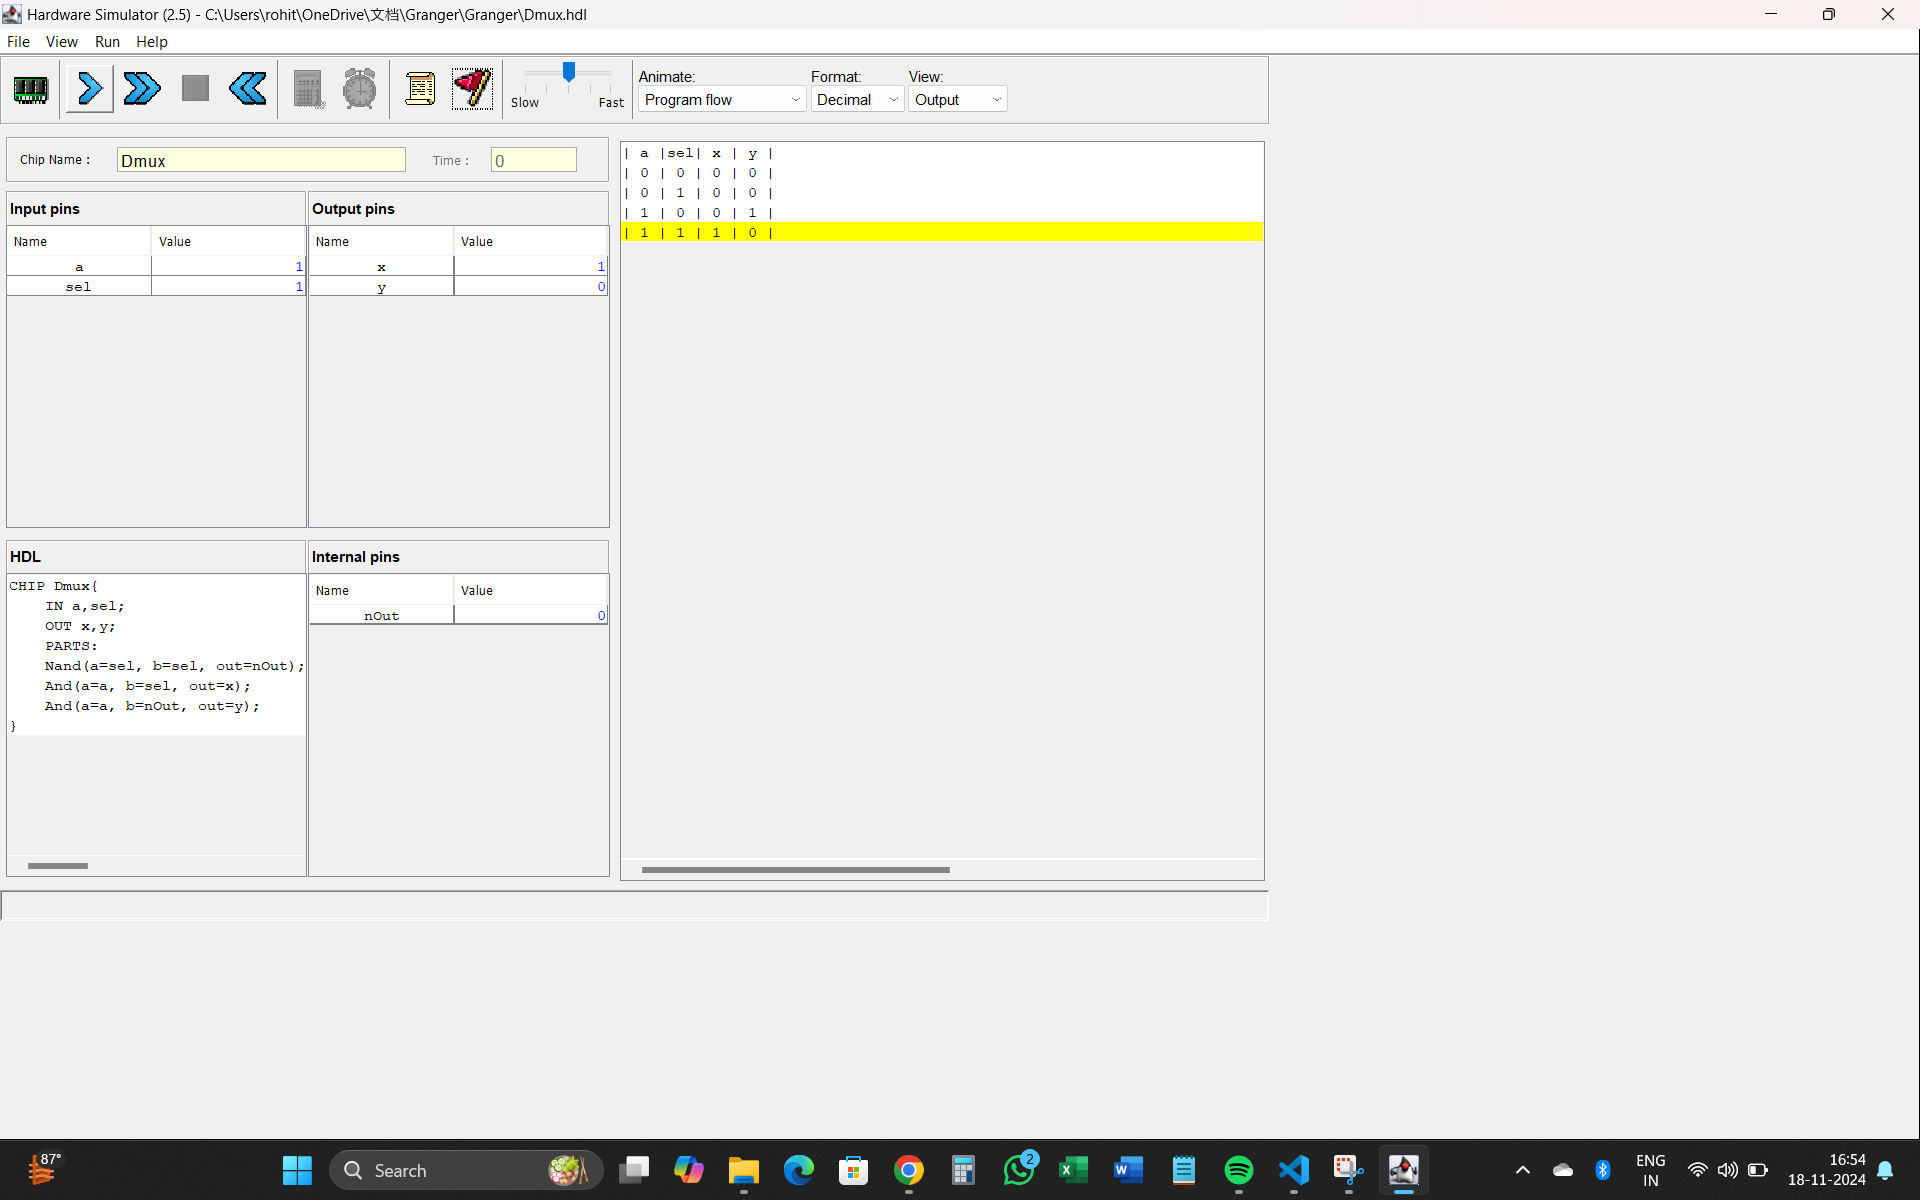 Hardware Simulator (2.5) - C:\Users\rohit\OneDrive\文档\Granger\Granger\Dmux.hdl
File View Run Help
Slow Fast
Animate: Format: View:
Program flow Decimal Output
Chip Name : Dmux Time : 0
Input pins
Name Value
a 1
sel 1
Output pins
Name Value
x 1
y 0
| a |sel| x | y |
| 0 | 0 | 0 | 0 |
| 0 | 1 | 0 | 0 |
| 1 | 0 | 0 | 1 |
| 1 | 1 | 1 | 0 |
HDL
CHIP Dmux{
IN a,sel;
OUT x,y;
PARTS:
Nand(a=sel, b=sel, out=nOut);
And(a=a, b=sel, out=x);
And(a=a, b=nOut, out=y);
}
Internal pins
Name Value
nOut 0
87°
Search
2
ENG
IN
16:54
18-11-2024